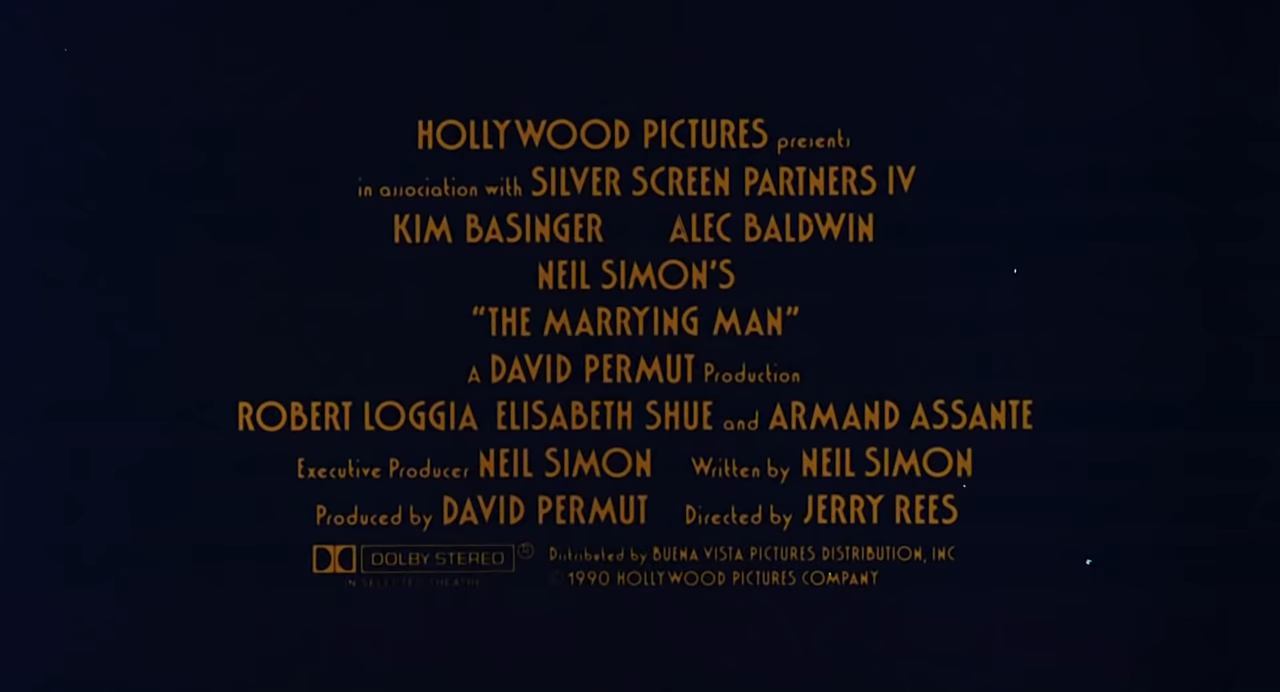 HOLLYWOOD PICTURES presents
in association with SILVER SCREEN PARTNERS IV
KIM BASINGER ALEC BALDWIN
NEIL SIMON'S
"THE MARRYING MAN"
A DAVID PERMUT Production
ROBERT LOGGIA ELISABETH SHUE and ARMAND ASSANTE
Executive Producer NEIL SIMON Written by NEIL SIMON
Produced by DAVID PERMUT Directed by JERRY REES
DOLBY STEREO ® Distributed by BUENA VISTA PICTURES DISTRIBUTION, INC
IN SELECTED THEATRES © 1990 HOLLYWOOD PICTURES COMPANY